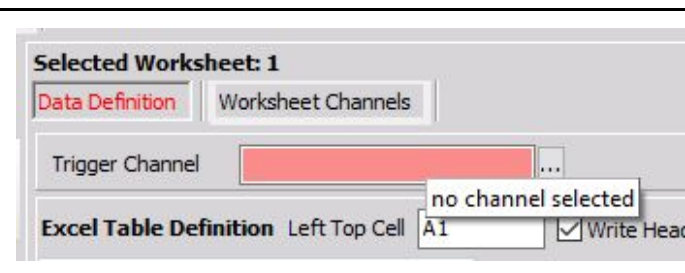 Selected Worksheet: 1
Data Definition Worksheet Channels
Trigger Channel ...
no channel selected
Excel Table Definition Left Top Cell A1 Write Head